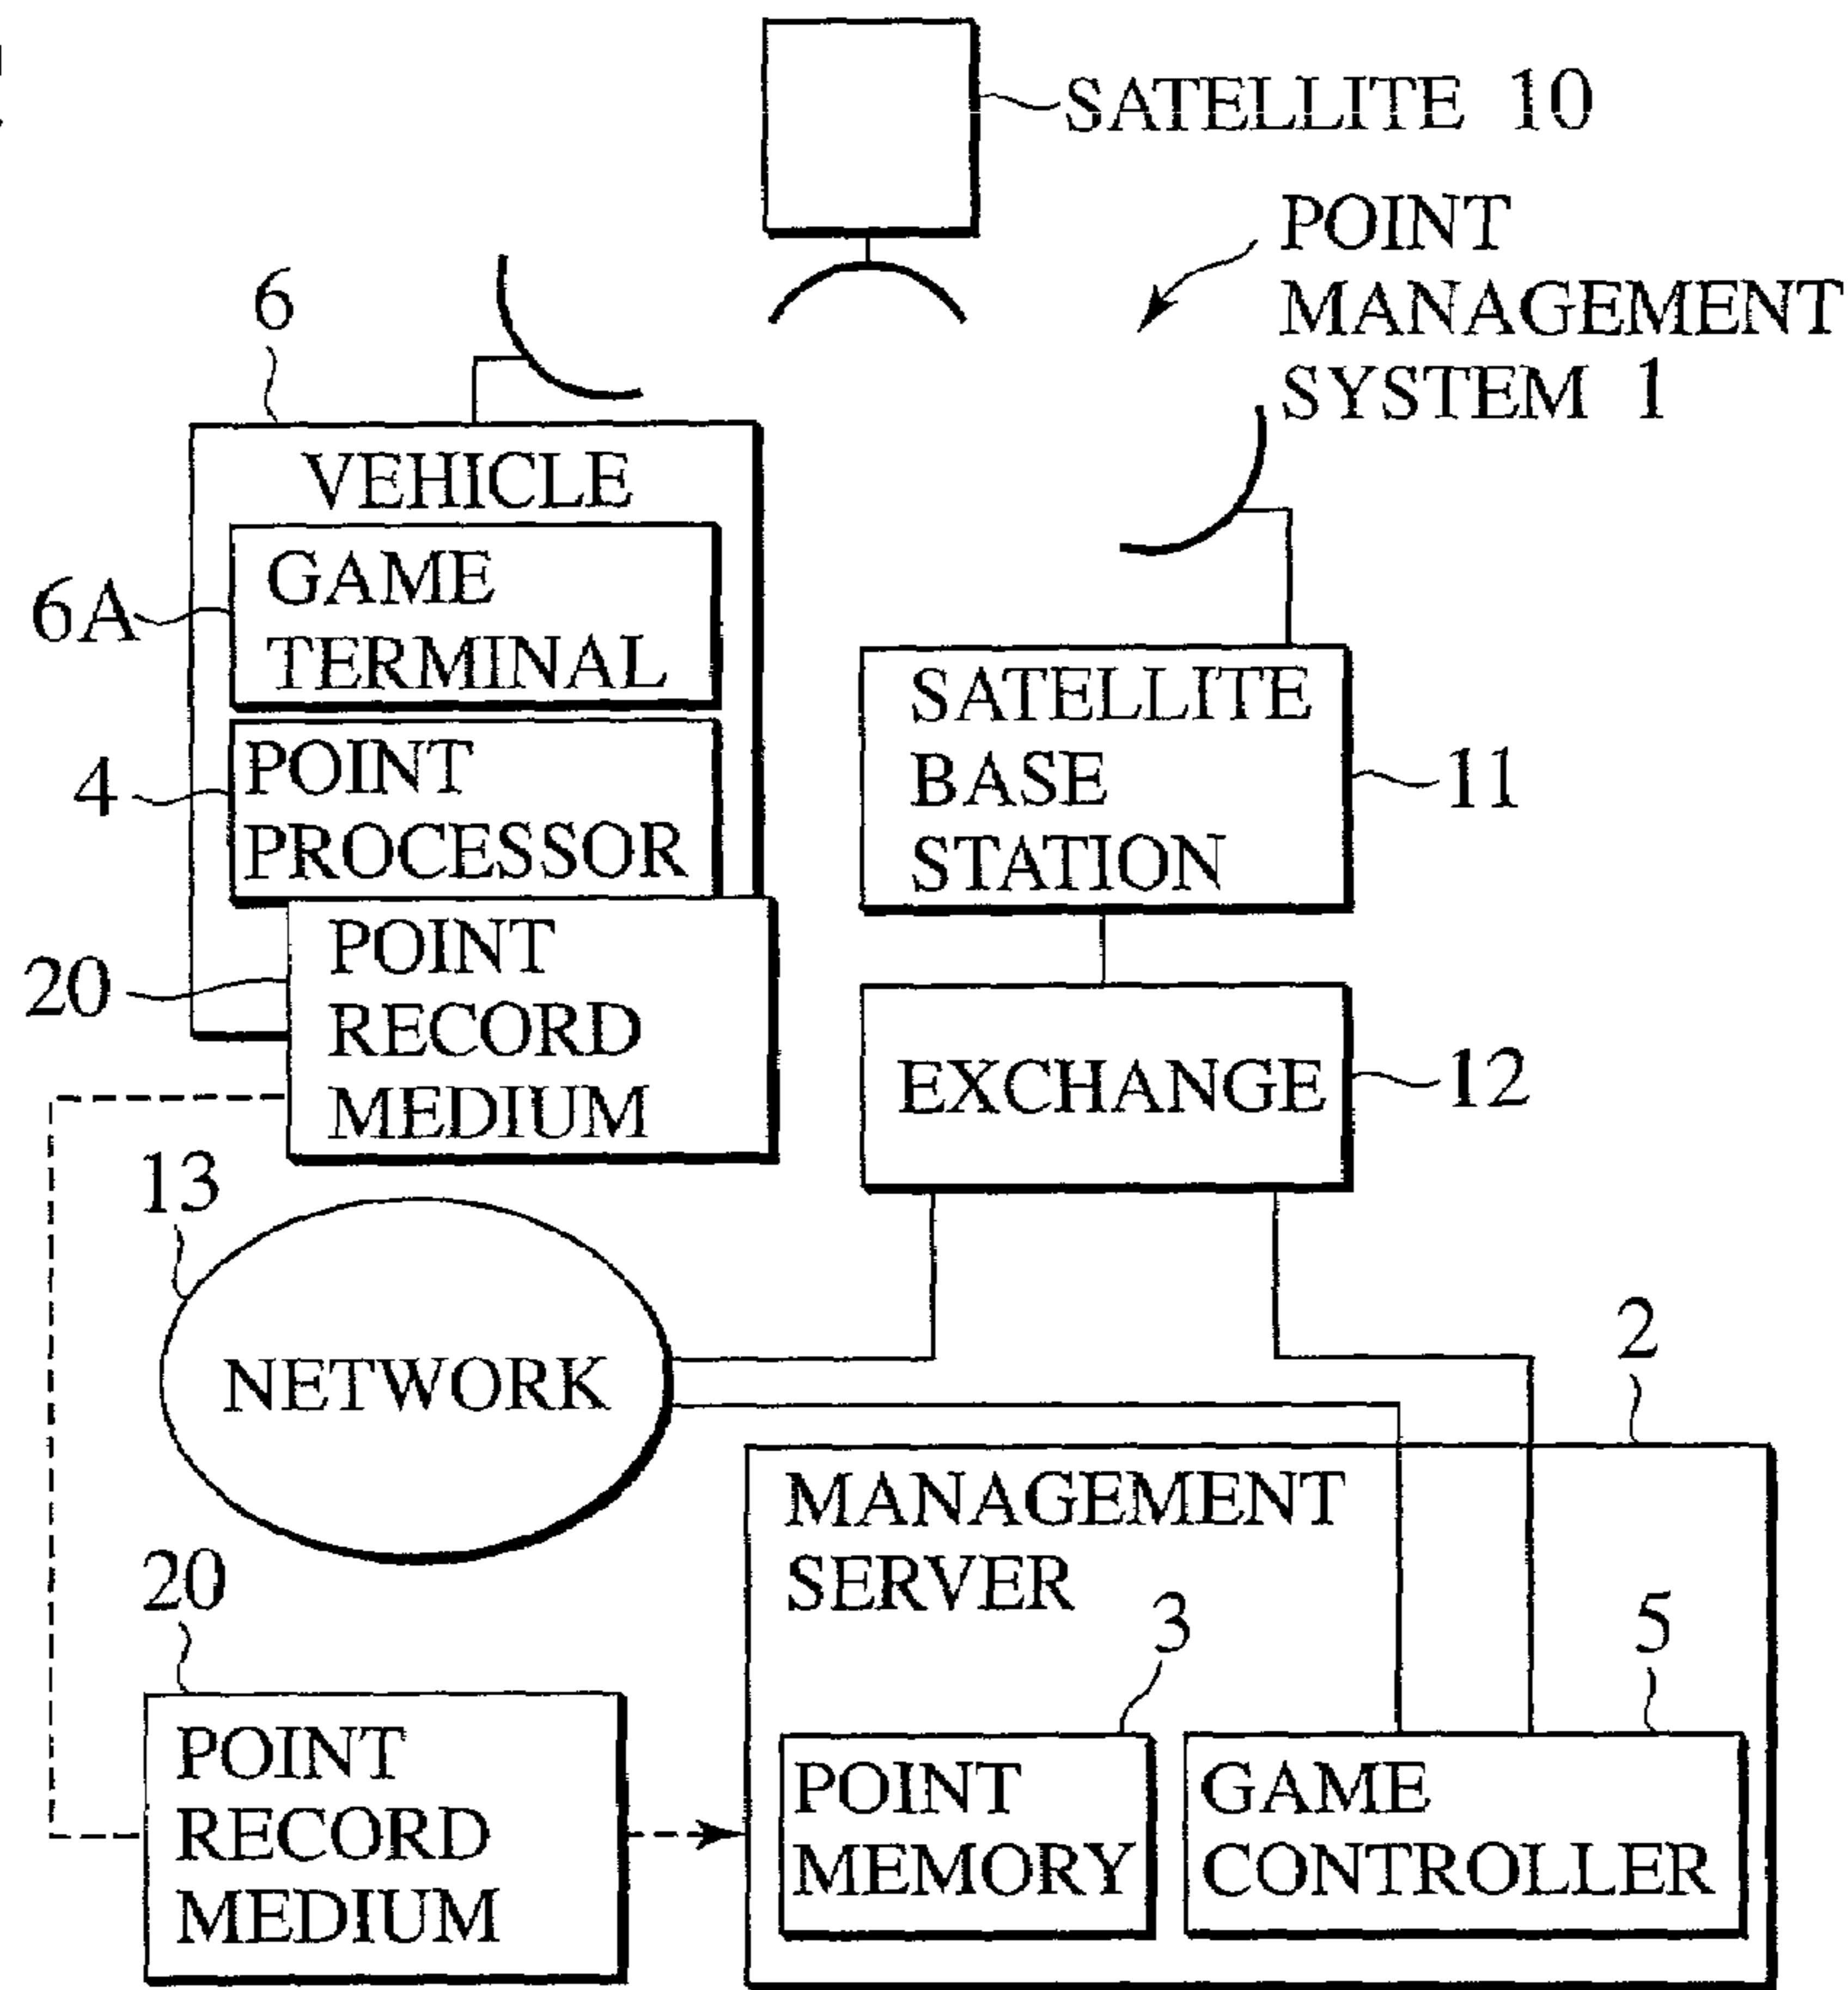 SATELLITE 10
POINT
MANAGEMENT
SYSTEM 1
6
VEHICLE
GAME
TERMINAL
6A
POINT
PROCESSOR
4
POINT
RECORD
MEDIUM
20
SATELLITE
BASE
STATION
11
EXCHANGE
12
13
NETWORK
2
MANAGEMENT
SERVER
20
POINT
RECORD
MEDIUM
3
POINT
MEMORY
5
GAME
CONTROLLER